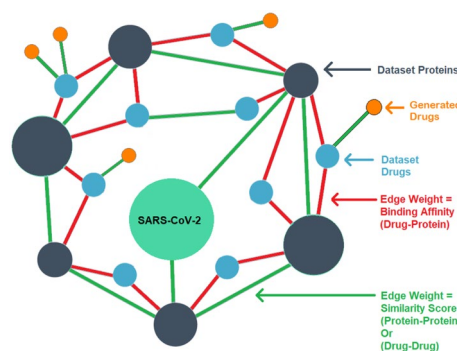 Dataset Proteins
Generated
Drugs
Dataset
Drugs
SARS-CoV-2
Edge Weight =
Binding Affinity
(Drug-Protein)
Edge Weight =
Similarity Score
(Protein-Protein)
Or
(Drug-Drug)